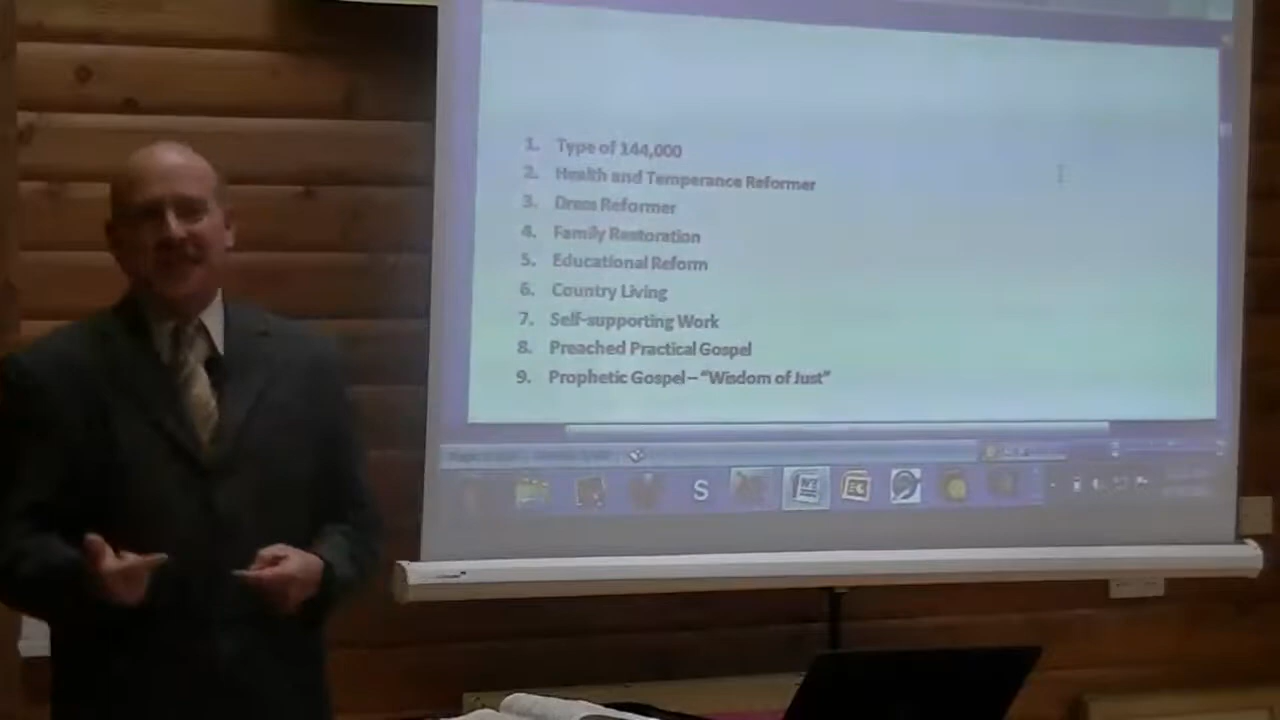 1. Type of 144,000
2. Health and Temperance Reformer
3. Dress Reformer
4. Family Restoration
5. Educational Reform
6. Country Living
7. Self-supporting Work
8. Preached Practical Gospel
9. Prophetic Gospel – "Wisdom of Just"
S